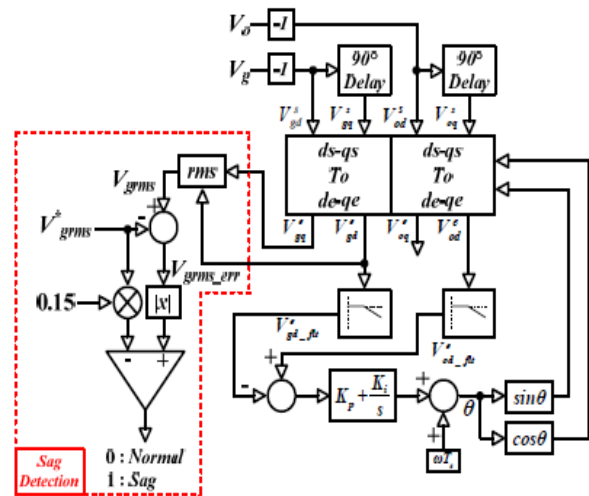 V_o -1
V_g -1
90° Delay
90° Delay
V^s_gd V^s_gq V^s_od V^s_oq
ds-qs To de-qe
ds-qs To de-qe
V^e_gq V^e_gd V^e_oq V^e_od
rms
V_grms
+
-
V*_grms
V_grms_err
0.15
|x|
- +
V^e_gd_flt
V^e_od_flt
+
-
K_p + K_i/s
+
+
θ
sinθ
cosθ
Sag Detection
0 : Normal
1 : Sag